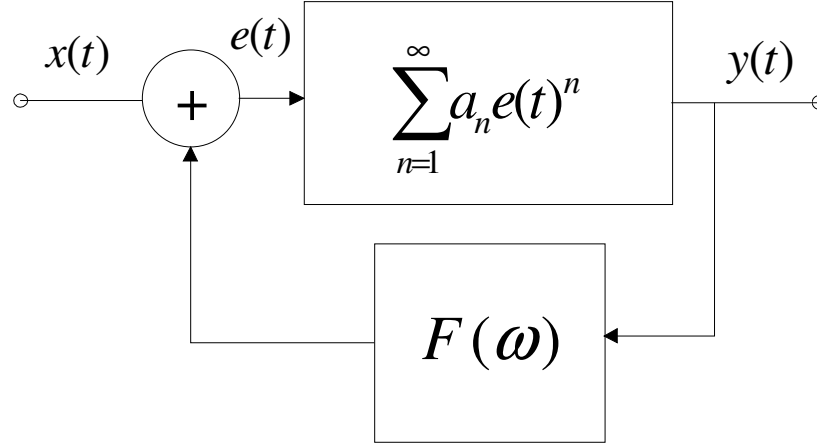 x(t)
e(t)
y(t)
+
∞
∑ aₙe(t)ⁿ
n=1
F(ω)